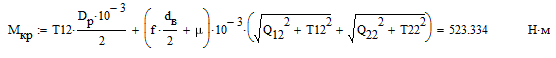 Mкр := T12·(Dр·10⁻³)/2 + (f·dв/2 + μ)·10⁻³·(√(Q12² + T12²) + √(Q22² + T22²)) = 523.334 Н·м